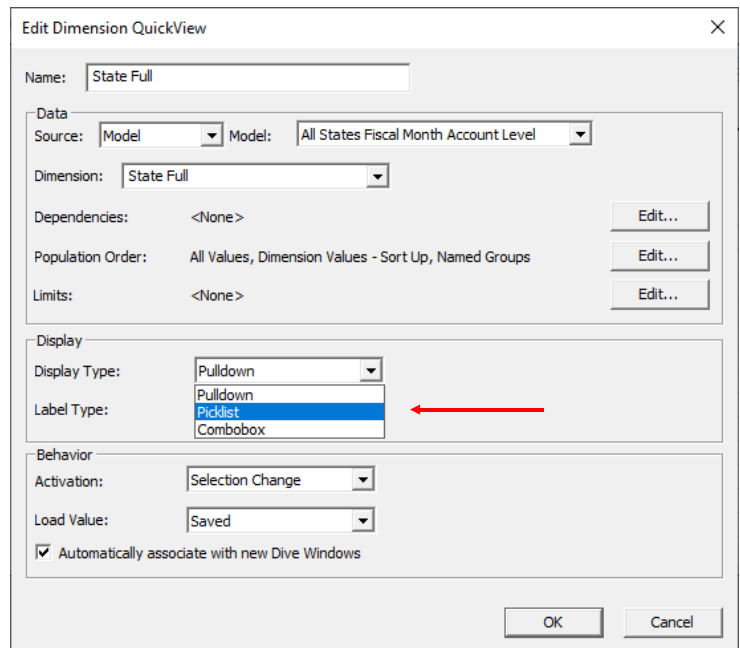 Edit Dimension QuickView
Name: State Full
Data
Source: Model Model: All States Fiscal Month Account Level
Dimension: State Full
Dependencies: <None> Edit...
Population Order: All Values, Dimension Values - Sort Up, Named Groups Edit...
Limits: <None> Edit...
Display
Display Type: Pulldown
Pulldown
Label Type: Picklist
Combobox
Behavior
Activation: Selection Change
Load Value: Saved
Automatically associate with new Dive Windows
OK Cancel